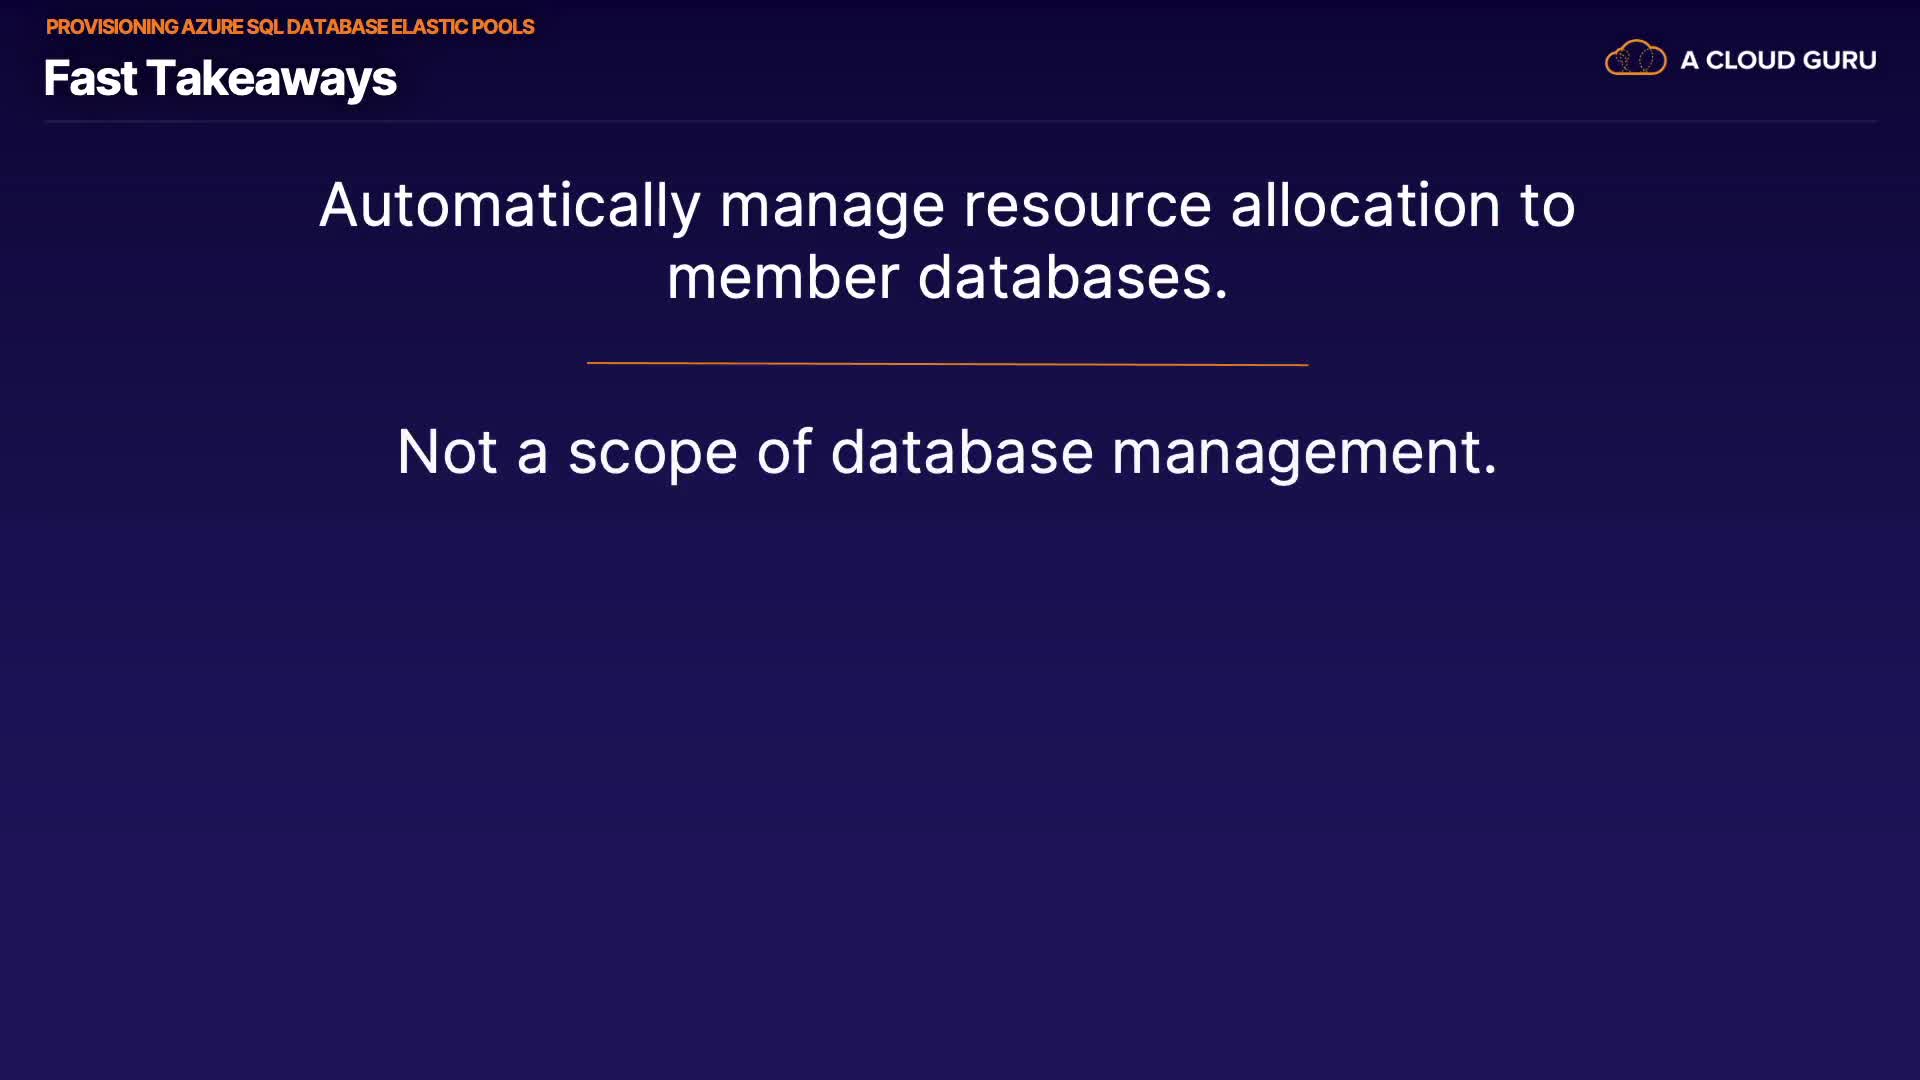 PROVISIONING AZURE SQL DATABASE ELASTIC POOLS
Fast Takeaways
A CLOUD GURU
Automatically manage resource allocation to
member databases.
Not a scope of database management.